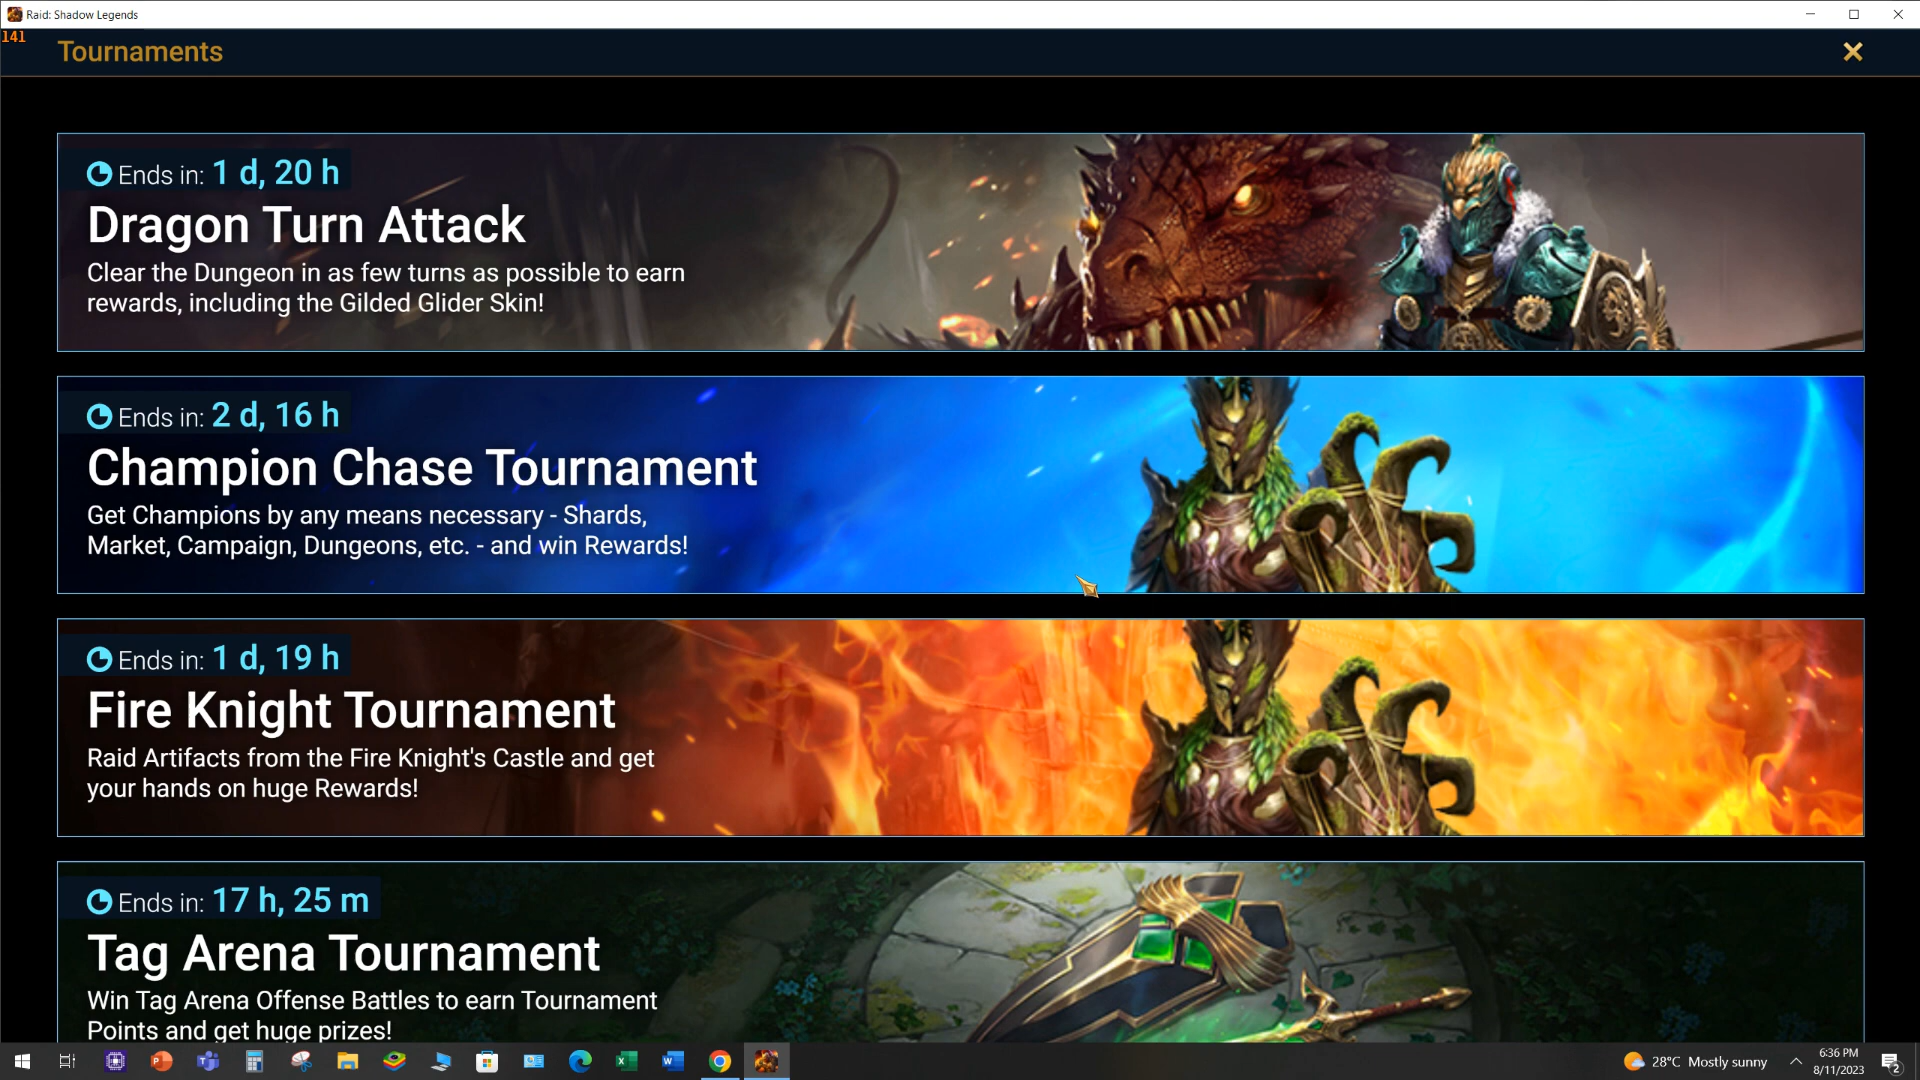 Raid: Shadow Legends
141
Tournaments
Ends in: 1 d, 20 h
Dragon Turn Attack
Clear the Dungeon in as few turns as possible to earn
rewards, including the Gilded Glider Skin!
Ends in: 2 d, 16 h
Champion Chase Tournament
Get Champions by any means necessary - Shards,
Market, Campaign, Dungeons, etc. - and win Rewards!
Ends in: 1 d, 19 h
Fire Knight Tournament
Raid Artifacts from the Fire Knight's Castle and get
your hands on huge Rewards!
Ends in: 17 h, 25 m
Tag Arena Tournament
Win Tag Arena Offense Battles to earn Tournament
Points and get huge prizes!
28°C Mostly sunny
6:36 PM
8/11/2023
2